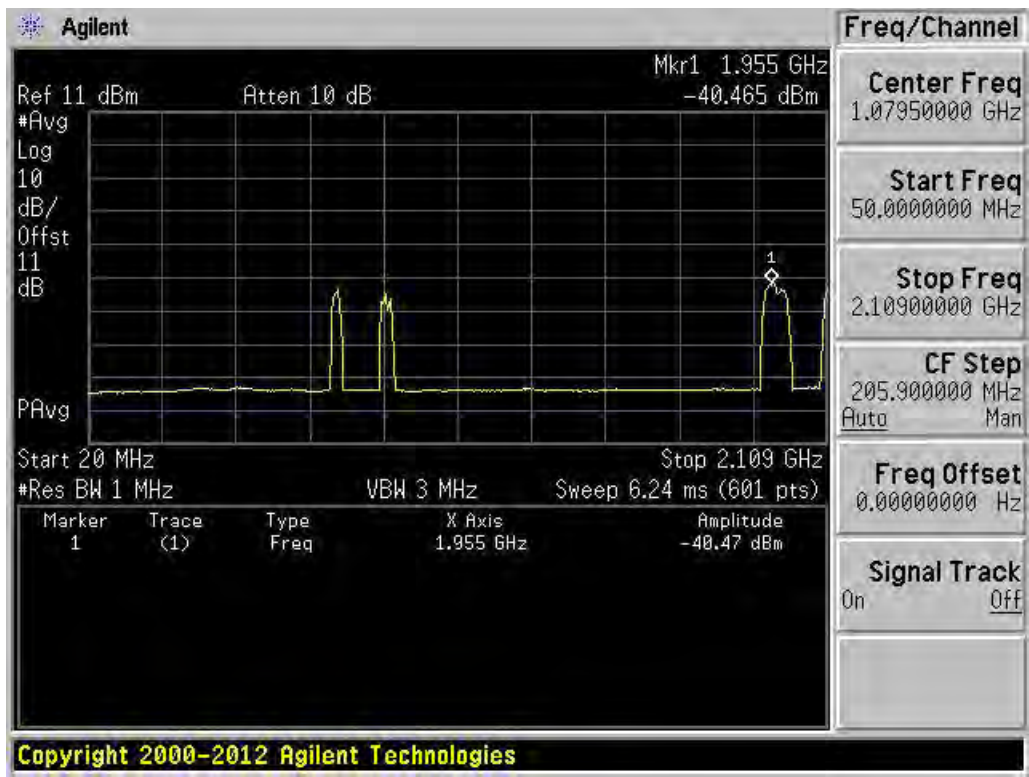 Agilent
Freq/Channel
Mkr1 1.955 GHz
Ref 11 dBm
Atten 10 dB
-40.465 dBm
#Avg
Log
10
dB/
Offst
11
dB
1
PAvg
Start 20 MHz
Stop 2.109 GHz
#Res BW 1 MHz
VBW 3 MHz
Sweep 6.24 ms (601 pts)
Marker Trace Type X Axis Amplitude
1 (1) Freq 1.955 GHz -40.47 dBm
Center Freq
1.07950000 GHz
Start Freq
50.0000000 MHz
Stop Freq
2.10900000 GHz
CF Step
205.900000 MHz
Auto Man
Freq Offset
0.00000000 Hz
Signal Track
On Off
Copyright 2000-2012 Agilent Technologies